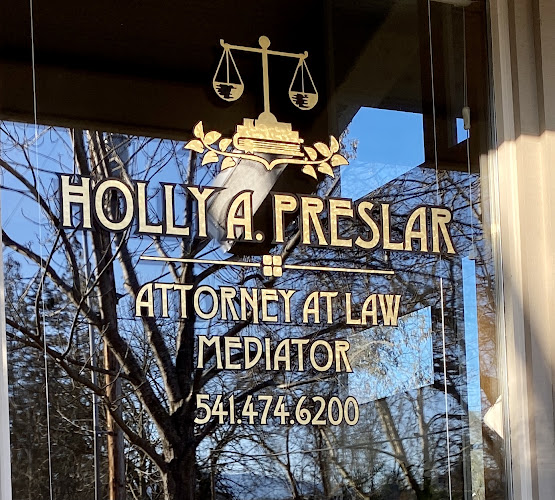 HOLLY A. PRESLAR
ATTORNEY AT LAW
MEDIATOR
541.474.6200